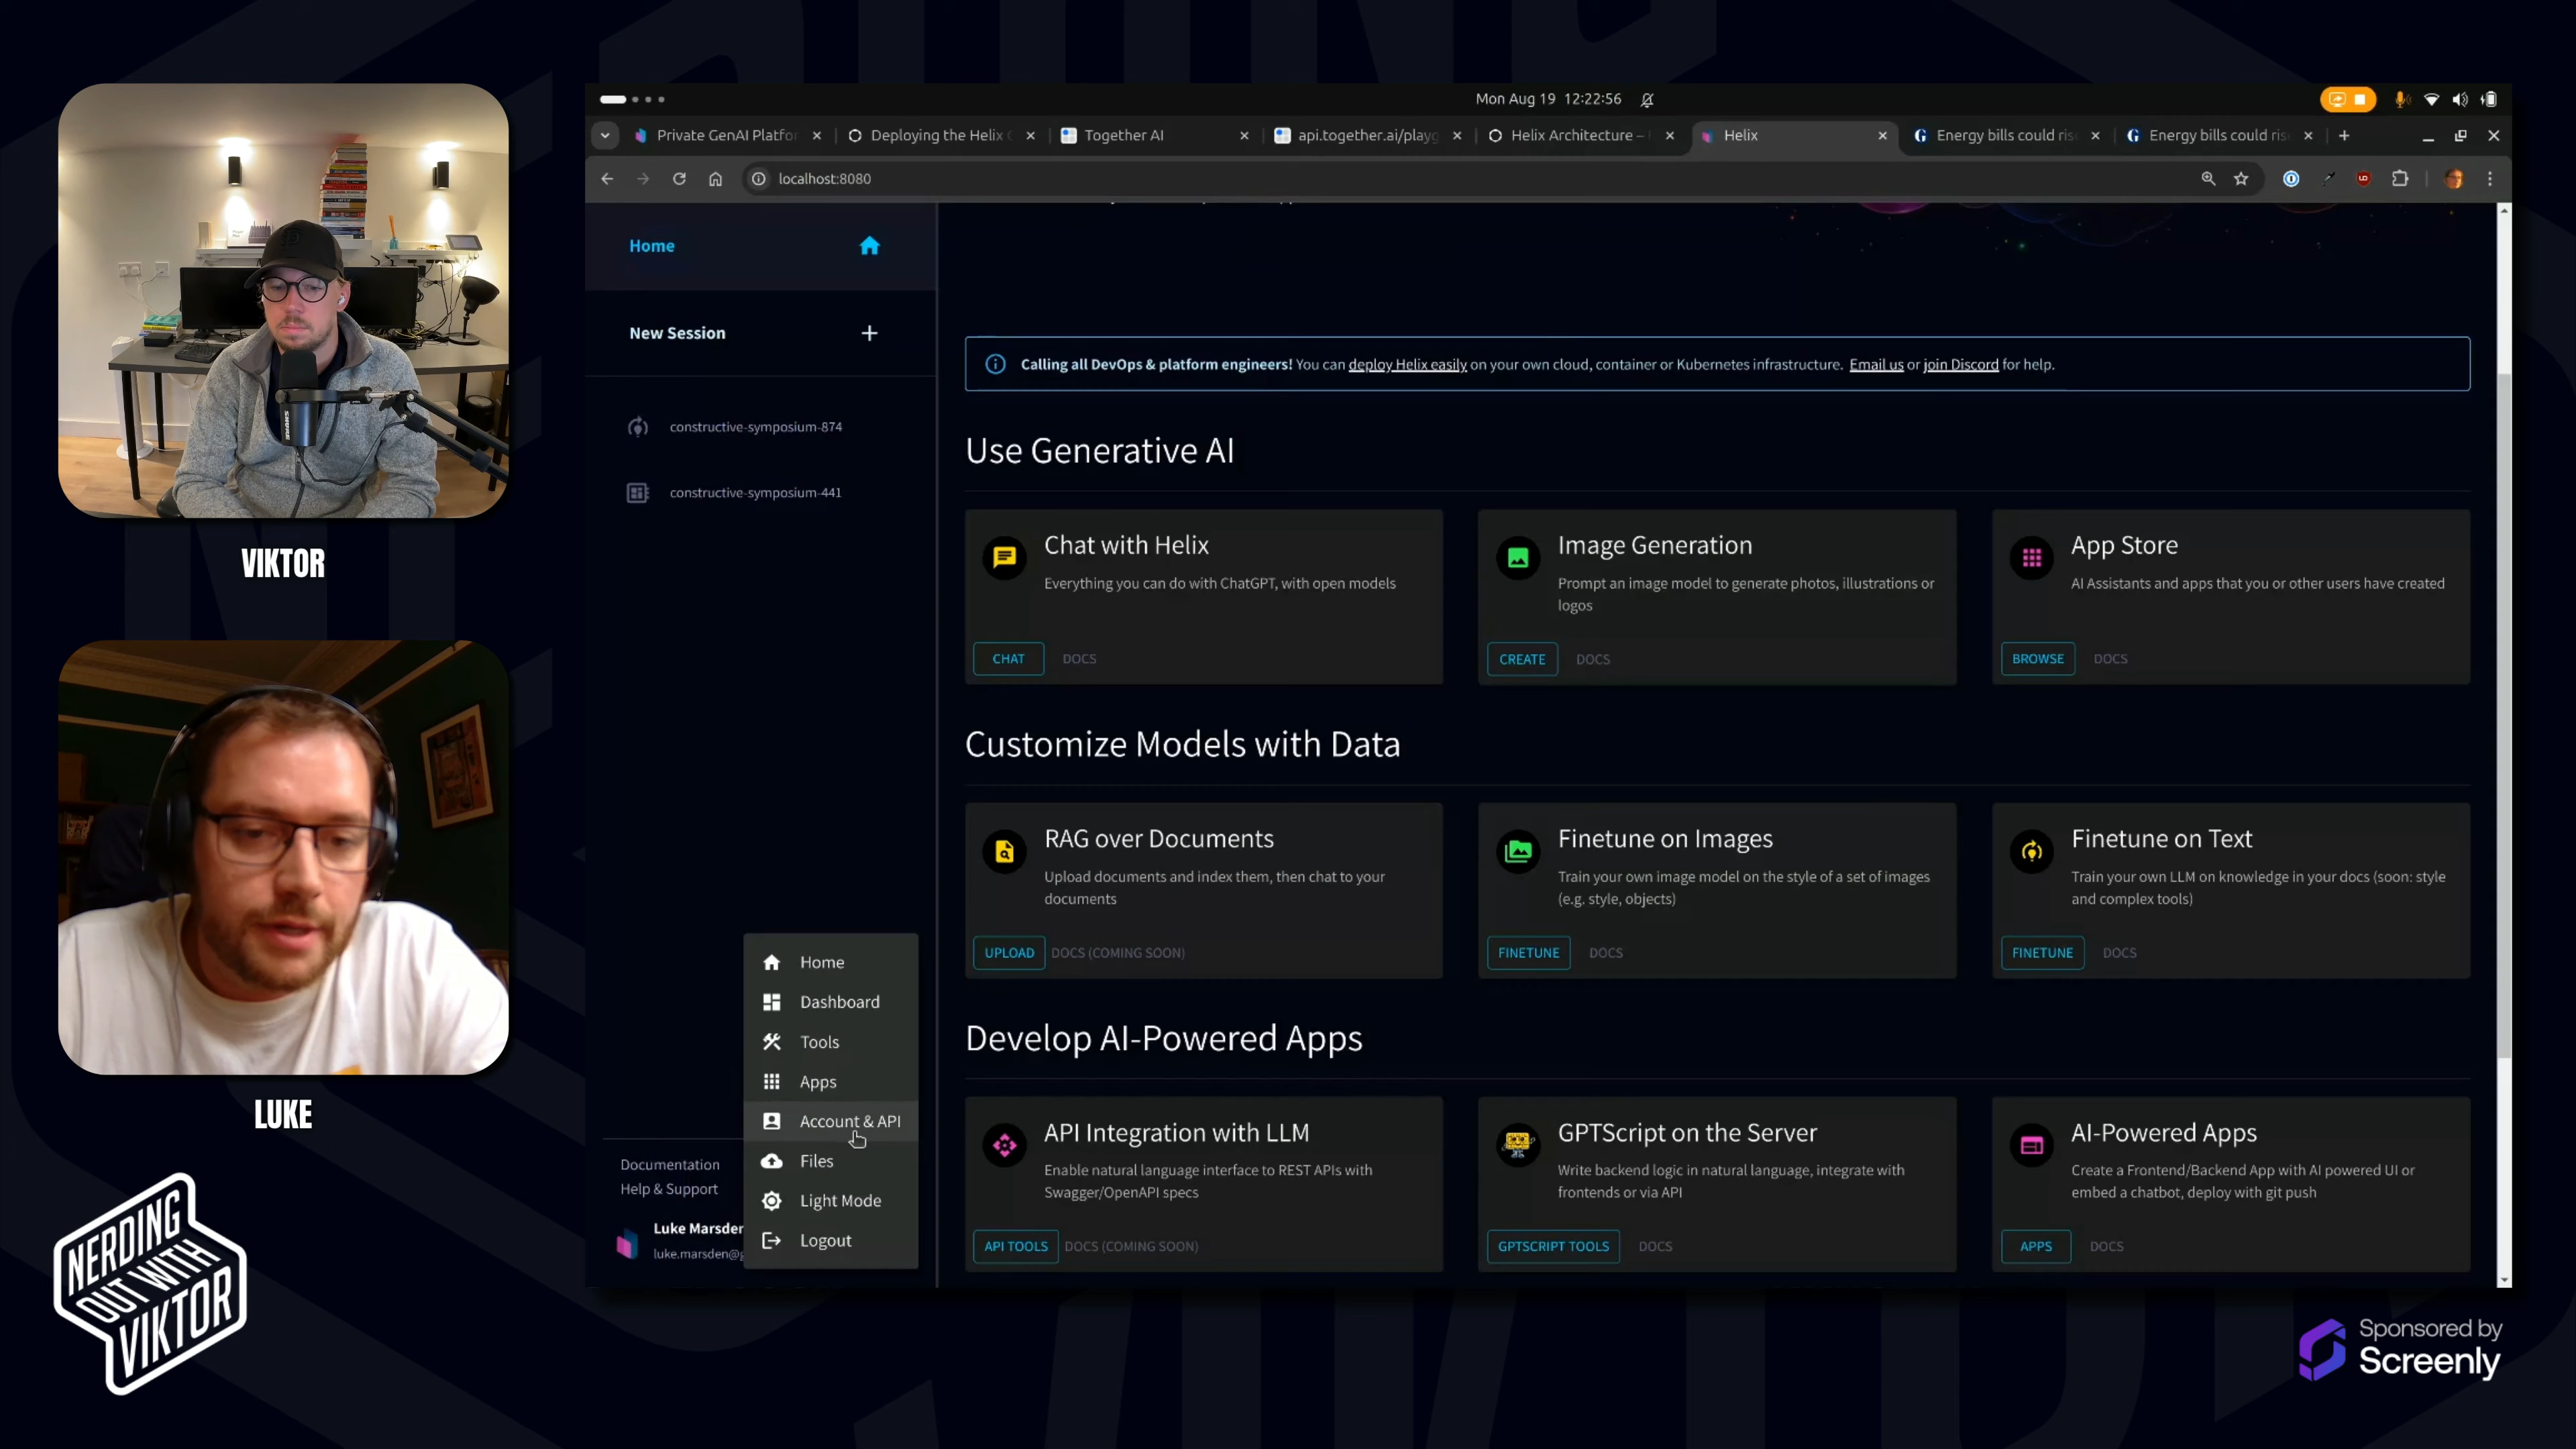 VIKTOR
LUKE
NERDING
OUT WITH
VIKTOR
Mon Aug 19 12:22:56
Private GenAI Platfor
Deploying the Helix
Together AI
api.together.ai/playg
Helix Architecture –
Helix
Energy bills could ris
Energy bills could ris
localhost:8080
Home
New Session
constructive-symposium-874
constructive-symposium-441
Home
Dashboard
Tools
Apps
Account & API
Files
Light Mode
Logout
Documentation
Help & Support
Luke Marsden
luke.marsden@g
Calling all DevOps & platform engineers! You can deploy Helix easily on your own cloud, container or Kubernetes infrastructure. Email us or join Discord for help.
Use Generative AI
Chat with Helix
Everything you can do with ChatGPT, with open models
CHAT DOCS
Image Generation
Prompt an image model to generate photos, illustrations or
logos
CREATE DOCS
App Store
AI Assistants and apps that you or other users have created
BROWSE DOCS
Customize Models with Data
RAG over Documents
Upload documents and index them, then chat to your
documents
UPLOAD DOCS (COMING SOON)
Finetune on Images
Train your own image model on the style of a set of images
(e.g. style, objects)
FINETUNE DOCS
Finetune on Text
Train your own LLM on knowledge in your docs (soon: style
and complex tools)
FINETUNE DOCS
Develop AI-Powered Apps
API Integration with LLM
Enable natural language interface to REST APIs with
Swagger/OpenAPI specs
API TOOLS DOCS (COMING SOON)
GPTScript on the Server
Write backend logic in natural language, integrate with
frontends or via API
GPTSCRIPT TOOLS DOCS
AI-Powered Apps
Create a Frontend/Backend App with AI powered UI or
embed a chatbot, deploy with git push
APPS DOCS
Sponsored by
Screenly